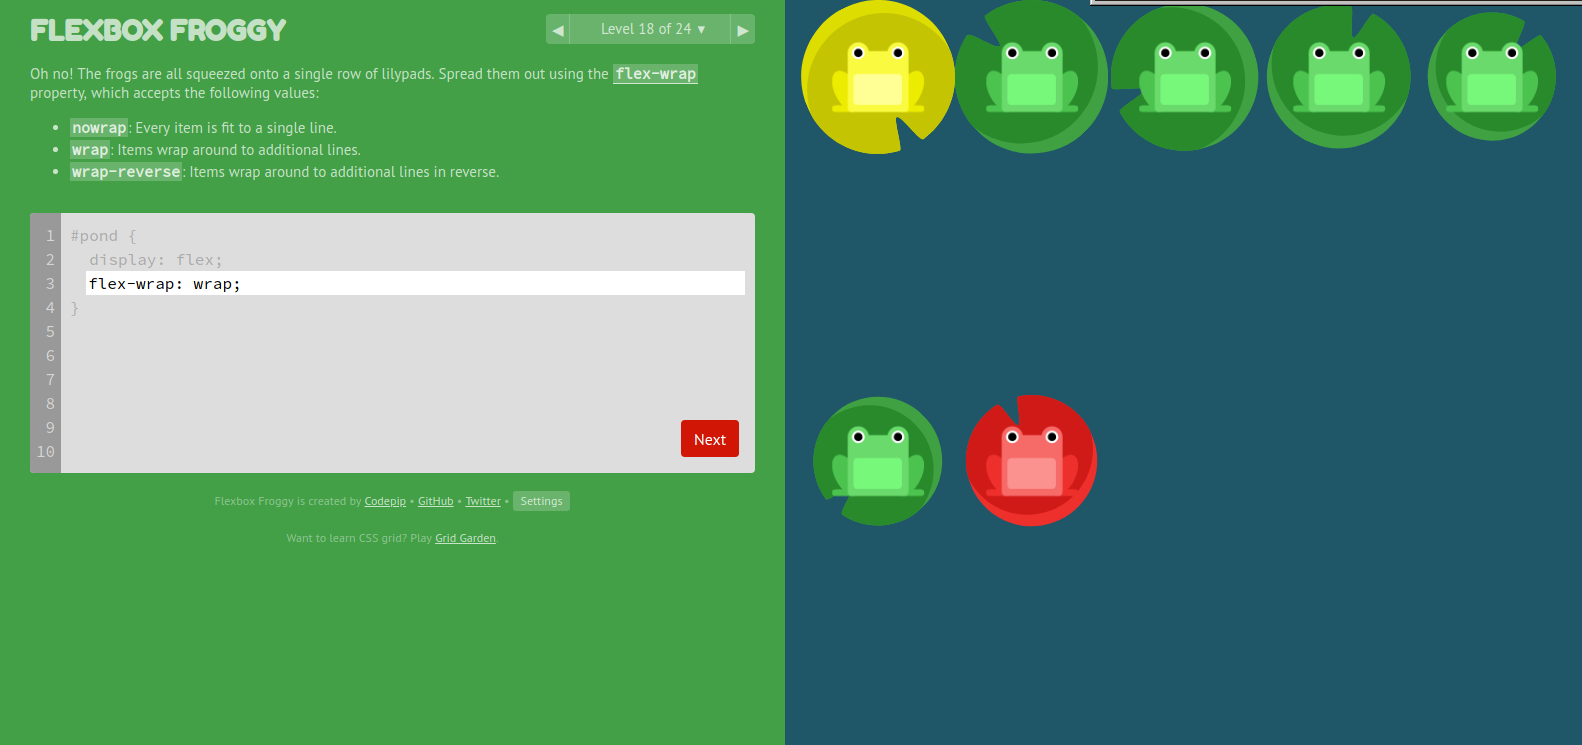 FLEXBOX FROGGY
◀ Level 18 of 24 ▼ ▶
Oh no! The frogs are all squeezed onto a single row of lilypads. Spread them out using the flex-wrap
property, which accepts the following values:
• nowrap: Every item is fit to a single line.
• wrap: Items wrap around to additional lines.
• wrap-reverse: Items wrap around to additional lines in reverse.
1 #pond {
2 display: flex;
3 flex-wrap: wrap;
4 }
5
6
7
8
9
10
Next
Flexbox Froggy is created by Codepip • GitHub • Twitter • Settings
Want to learn CSS grid? Play Grid Garden.